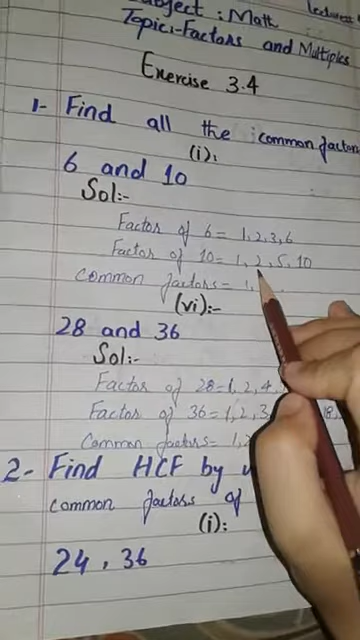 Subject : Math
Topic:- Factors and Multiples
Exercise 3.4
1- Find all the common factors
(i):
6 and 10
Sol:-
Factor of 6 = 1, 2, 3, 6
Factor of 10 = 1, 2, 5, 10
Common factors = 1,
(vi):-
28 and 36
Sol:-
Factor of 28 = 1, 2, 4,
Factor of 36 = 1, 2, 3, 18,
Common factors = 1, 2
2- Find HCF by
common factors of
(i):
24, 36